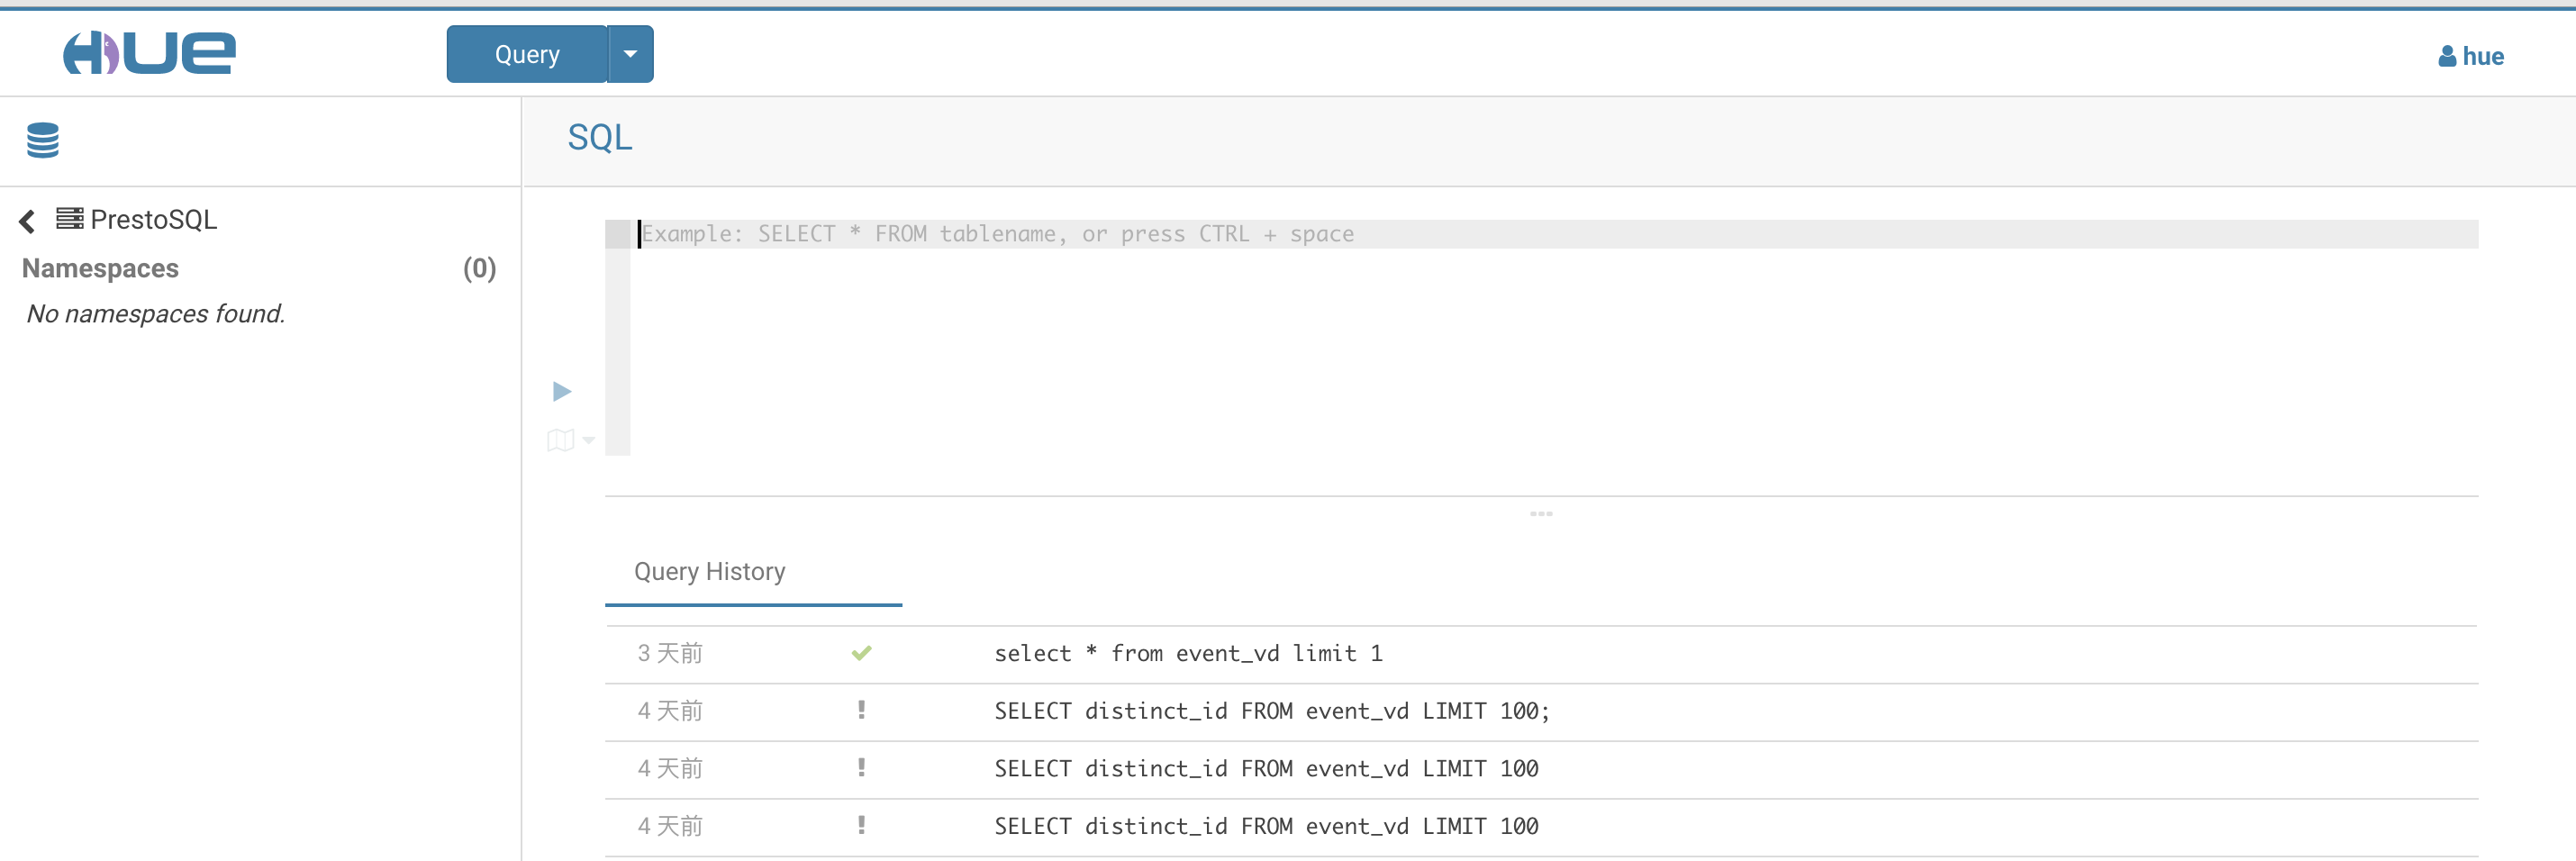 HUE
Query
hue
SQL
PrestoSQL
Namespaces (0)
No namespaces found.
Example: SELECT * FROM tablename, or press CTRL + space
Query History
3 天前 select * from event_vd limit 1
4 天前 SELECT distinct_id FROM event_vd LIMIT 100;
4 天前 SELECT distinct_id FROM event_vd LIMIT 100
4 天前 SELECT distinct_id FROM event_vd LIMIT 100